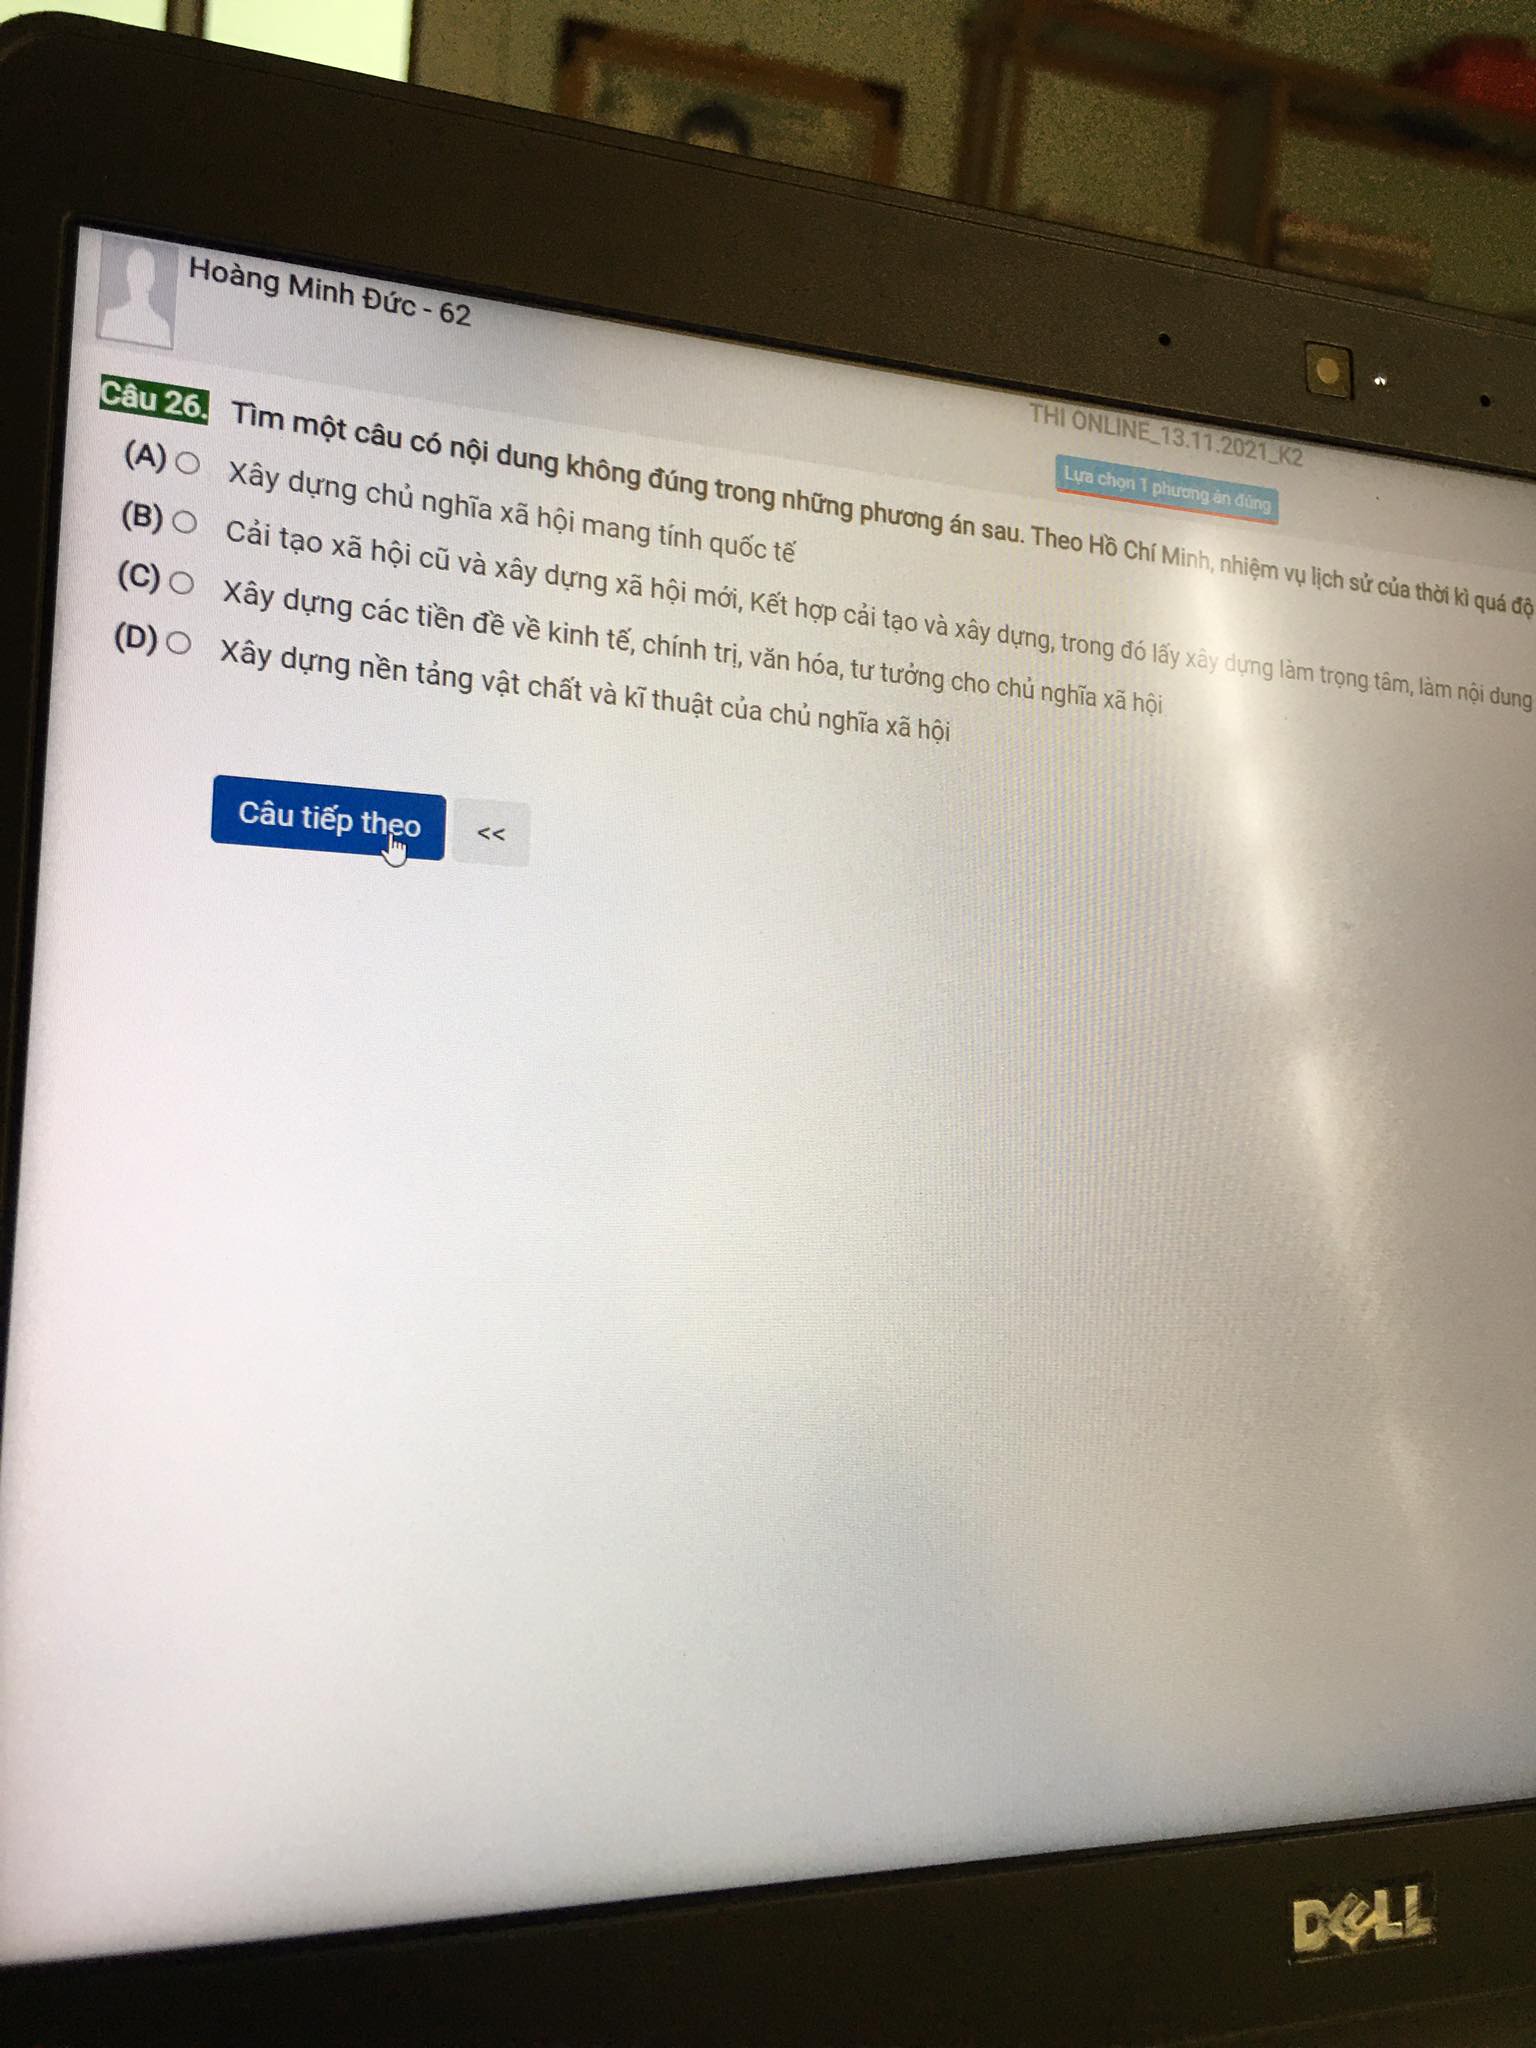 Hoàng Minh Đức - 62
THI ONLINE_13.11.2021_K2
Lựa chọn 1 phương án đúng
Câu 26. Tìm một câu có nội dung không đúng trong những phương án sau. Theo Hồ Chí Minh, nhiệm vụ lịch sử của thời kì quá độ
(A) Xây dựng chủ nghĩa xã hội mang tính quốc tế
(B) Cải tạo xã hội cũ và xây dựng xã hội mới, Kết hợp cải tạo và xây dựng, trong đó lấy xây dựng làm trọng tâm, làm nội dung
(C) Xây dựng các tiền đề về kinh tế, chính trị, văn hóa, tư tưởng cho chủ nghĩa xã hội
(D) Xây dựng nền tảng vật chất và kĩ thuật của chủ nghĩa xã hội
Câu tiếp theo <<
DELL